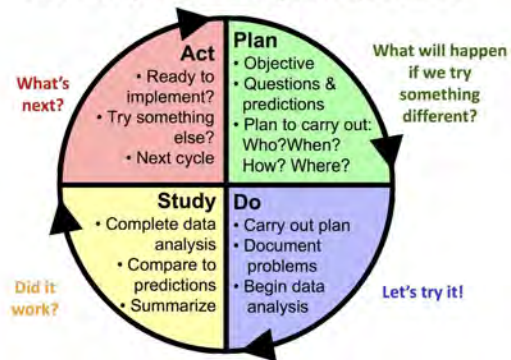 Act
• Ready to
implement?
• Try something
else?
• Next cycle
Plan
• Objective
• Questions &
predictions
• Plan to carry out:
Who?When?
How? Where?
What's
next?
What will happen
if we try
something
different?
Study
• Complete data
analysis
• Compare to
predictions
• Summarize
Do
• Carry out plan
• Document
problems
• Begin data
analysis
Did it
work?
Let's try it!